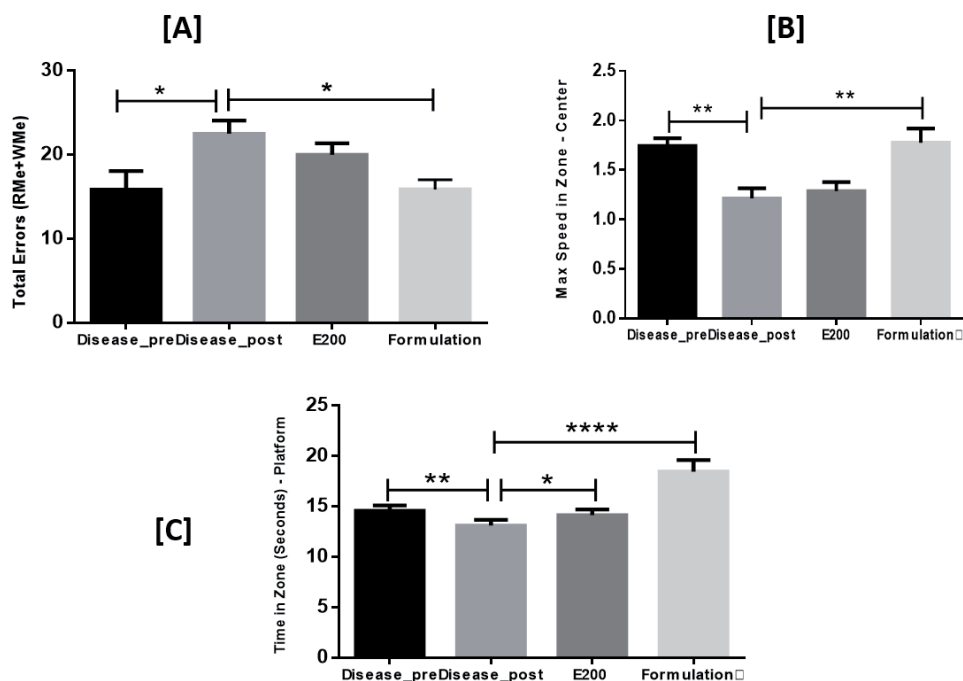 [A]
30
20
10
0
Total Errors (RMe+WMe)
*
*
Disease_pre Disease_post E200 Formulation
[B]
2.5
2.0
1.5
1.0
0.5
0.0
Max Speed in Zone - Center
**
**
Disease_pre Disease_post E200 Formulation□
[C]
25
20
15
10
5
0
Time in Zone (Seconds) - Platform
**
*
****
Disease_pre Disease_post E200 Formulation□